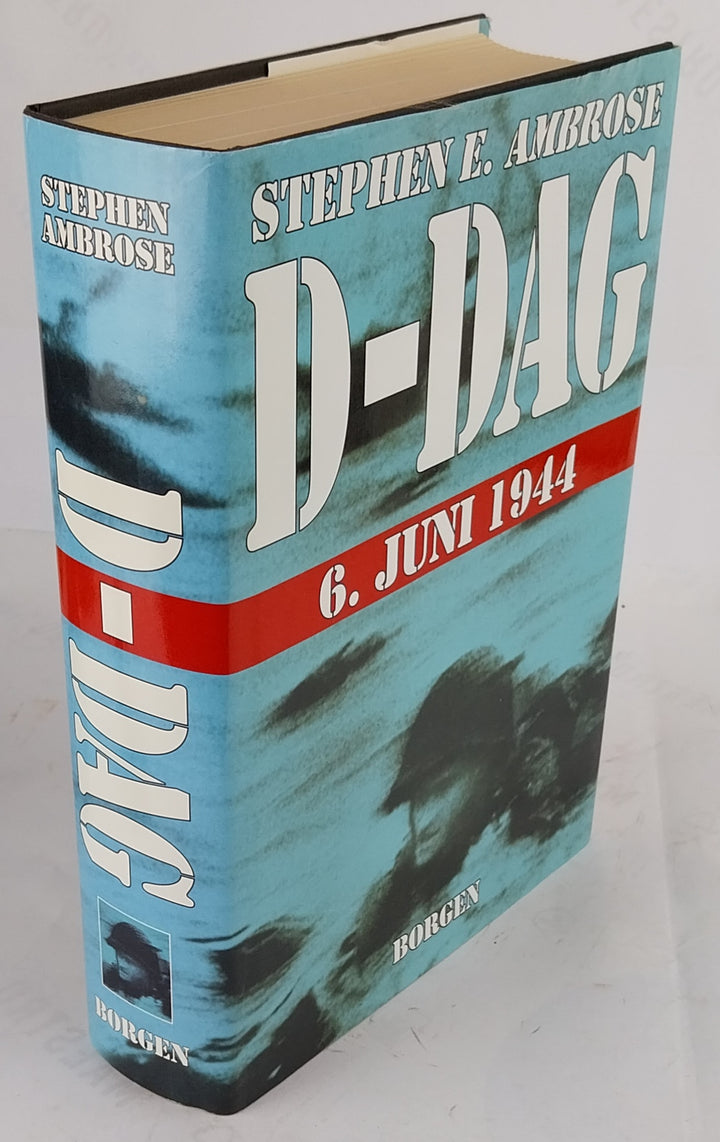 STEPHEN
AMBROSE
D-DAG
BORGEN
STEPHEN E. AMBROSE
D-DAG
6. JUNI 1944
BORGEN